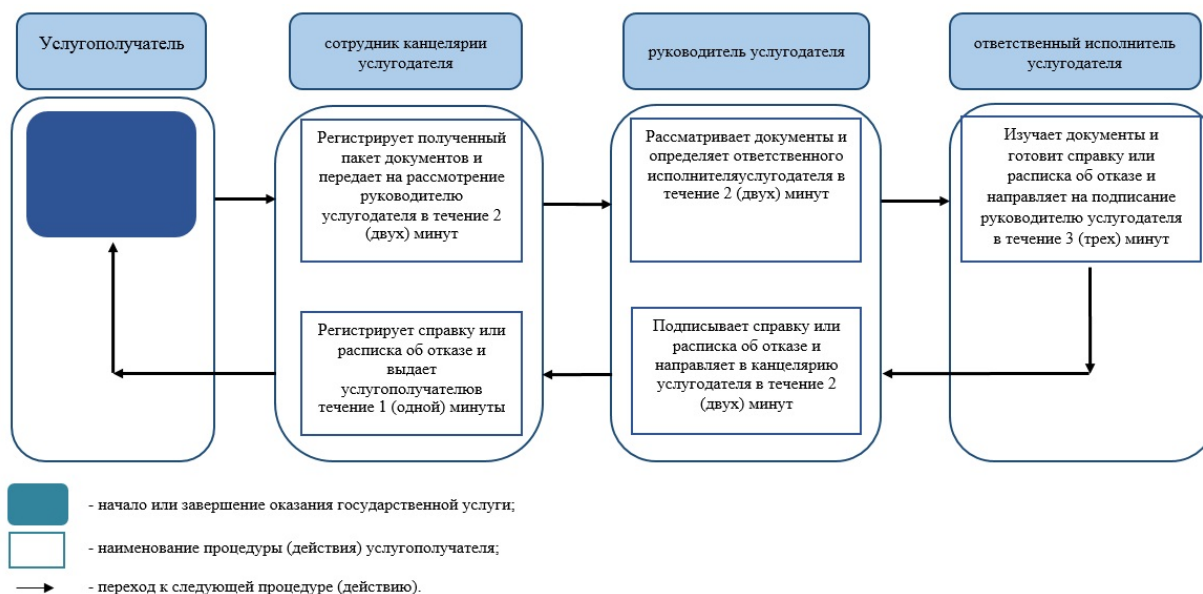 Услугополучатель
сотрудник канцелярии
услугодателя
руководитель услугодателя
ответственный исполнитель
услугодателя
Регистрирует полученный
пакет документов и
передает на рассмотрение
руководителю
услугодателя в течение 2
(двух) минут
Рассматривает документы и
определяет ответственного
исполнителяуслугодателя в
течение 2 (двух) минут
Изучает документы и
готовит справку или
расписка об отказе и
направляет на подписание
руководителю услугодателя
в течение 3 (трех) минут
Регистрирует справку или
расписка об отказе и
выдает
услугополучателюв
течение 1 (одной) минуты
Подписывает справку или
расписка об отказе и
направляет в канцелярию
услугодателя в течение 2
(двух) минут
- начало или завершение оказания государственной услуги;
- наименование процедуры (действия) услугополучателя;
- переход к следующей процедуре (действию).